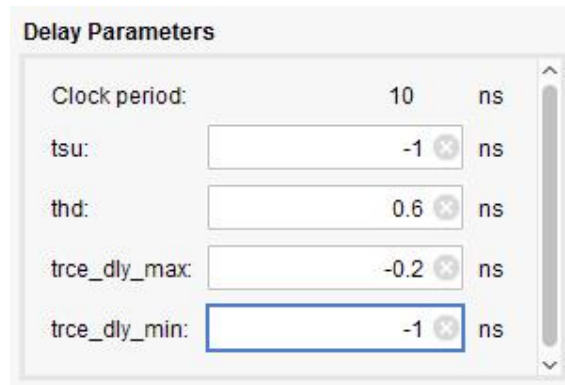 Delay Parameters
Clock period: 10 ns
tsu: -1 ns
thd: 0.6 ns
trce_dly_max: -0.2 ns
trce_dly_min: -1 ns